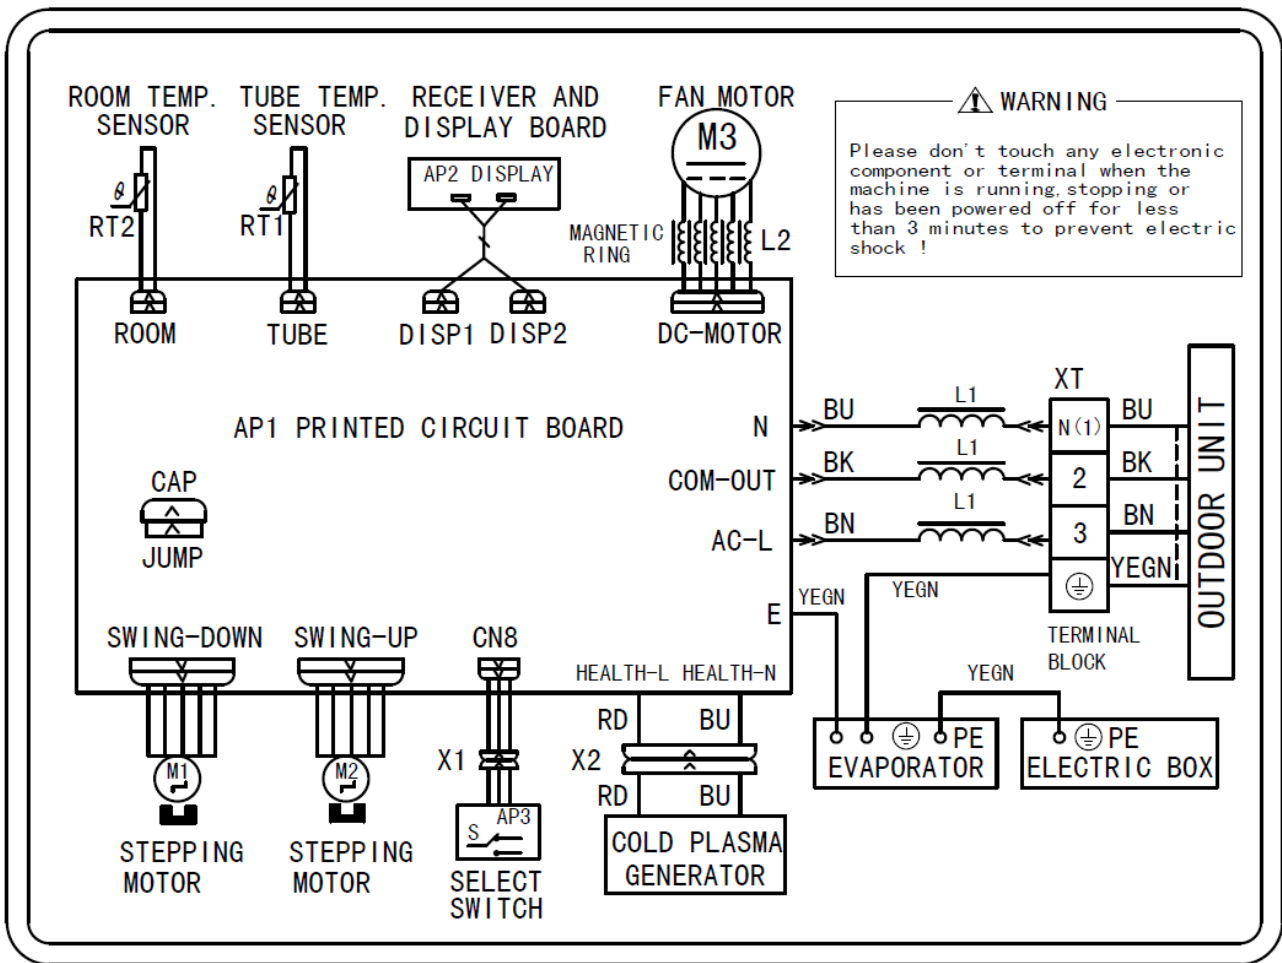 ROOM TEMP.
SENSOR
TUBE TEMP.
SENSOR
RECEIVER AND
DISPLAY BOARD
FAN MOTOR
WARNING
Please don't touch any electronic
component or terminal when the
machine is running, stopping or
has been powered off for less
than 3 minutes to prevent electric
shock !
θ
RT2
θ
RT1
AP2 DISPLAY
M3
MAGNETIC
RING
L2
ROOM
TUBE
DISP1
DISP2
DC-MOTOR
AP1 PRINTED CIRCUIT BOARD
CAP
JUMP
N
BU
L1
XT
N(1)
BU
COM-OUT
BK
L1
2
BK
AC-L
BN
L1
3
BN
YEGN
OUTDOOR UNIT
E
YEGN
YEGN
TERMINAL
BLOCK
SWING-DOWN
SWING-UP
CN8
HEALTH-L
HEALTH-N
YEGN
RD
BU
X1
X2
RD
BU
PE
EVAPORATOR
PE
ELECTRIC BOX
M1
STEPPING
MOTOR
M2
STEPPING
MOTOR
S
AP3
SELECT
SWITCH
COLD PLASMA
GENERATOR